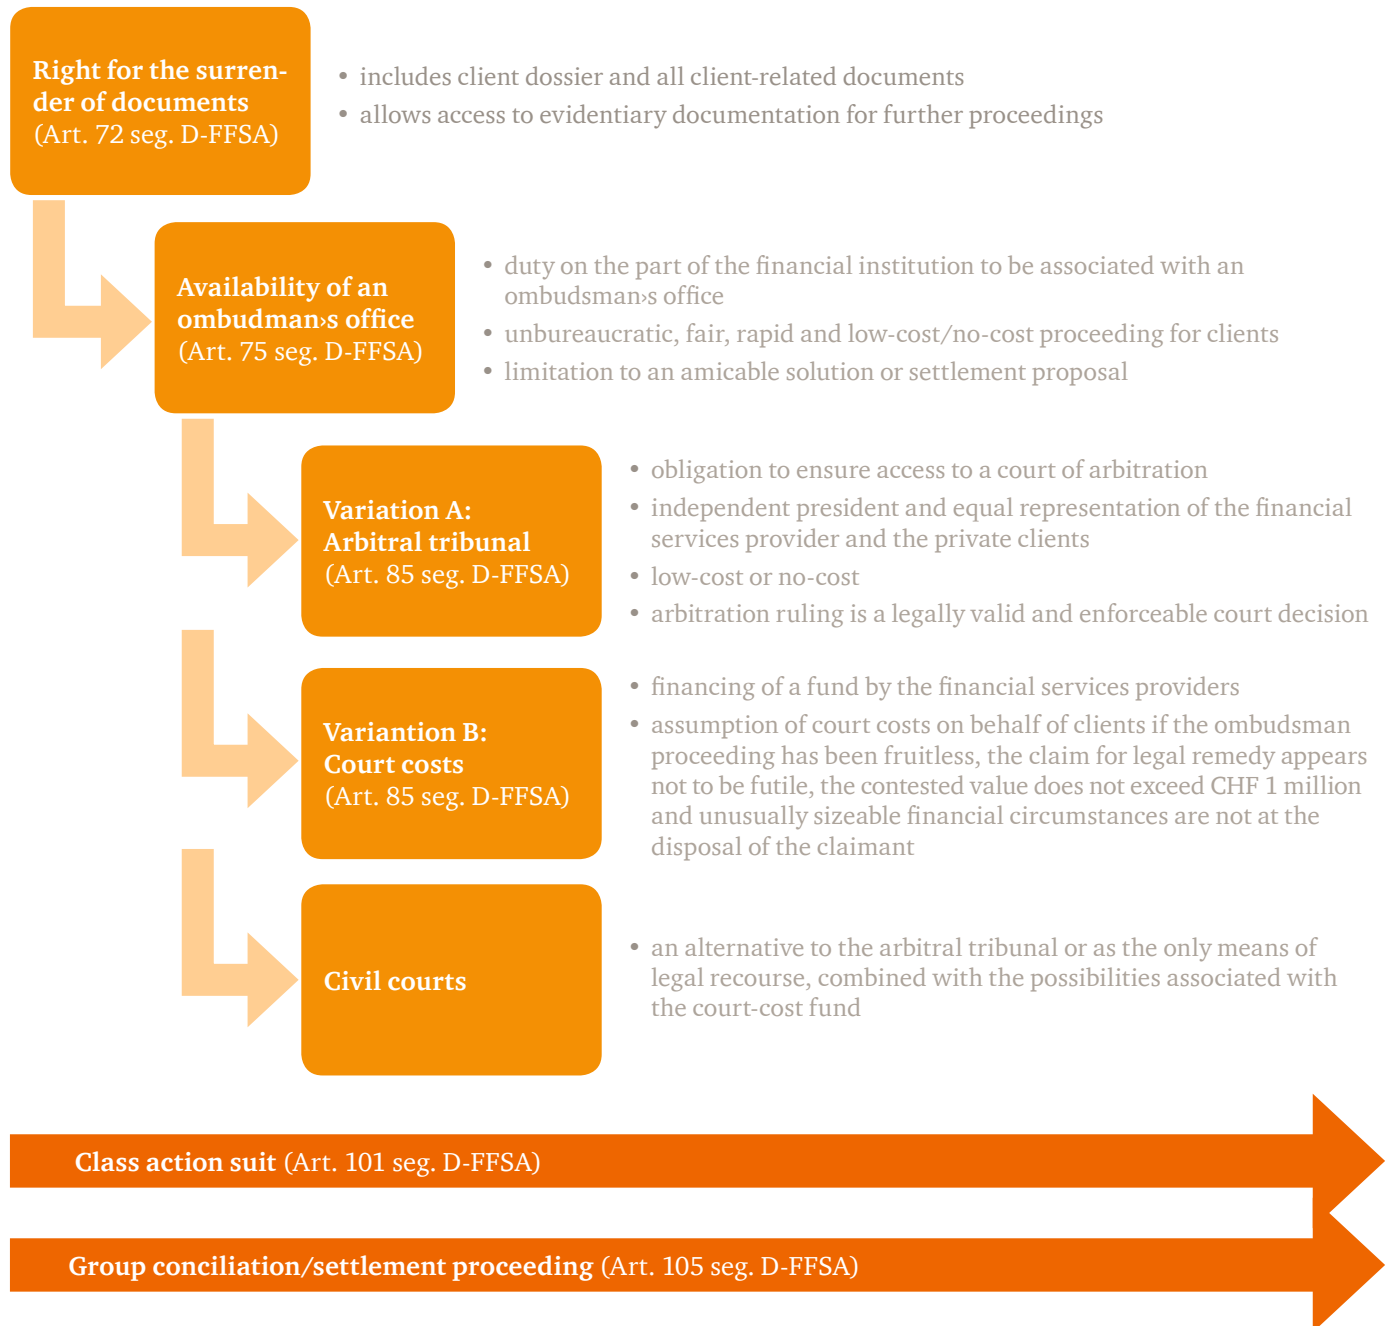 Right for the surren-
der of documents
(Art. 72 seg. D-FFSA)
• includes client dossier and all client-related documents
• allows access to evidentiary documentation for further proceedings
Availability of an
ombudman›s office
(Art. 75 seg. D-FFSA)
• duty on the part of the financial institution to be associated with an
ombudsman›s office
• unbureaucratic, fair, rapid and low-cost/no-cost proceeding for clients
• limitation to an amicable solution or settlement proposal
Variation A:
Arbitral tribunal
(Art. 85 seg. D-FFSA)
• obligation to ensure access to a court of arbitration
• independent president and equal representation of the financial
services provider and the private clients
• low-cost or no-cost
• arbitration ruling is a legally valid and enforceable court decision
Variantion B:
Court costs
(Art. 85 seg. D-FFSA)
• financing of a fund by the financial services providers
• assumption of court costs on behalf of clients if the ombudsman
proceeding has been fruitless, the claim for legal remedy appears
not to be futile, the contested value does not exceed CHF 1 million
and unusually sizeable financial circumstances are not at the
disposal of the claimant
Civil courts
• an alternative to the arbitral tribunal or as the only means of
legal recourse, combined with the possibilities associated with
the court-cost fund
Class action suit (Art. 101 seg. D-FFSA)
Group conciliation/settlement proceeding (Art. 105 seg. D-FFSA)